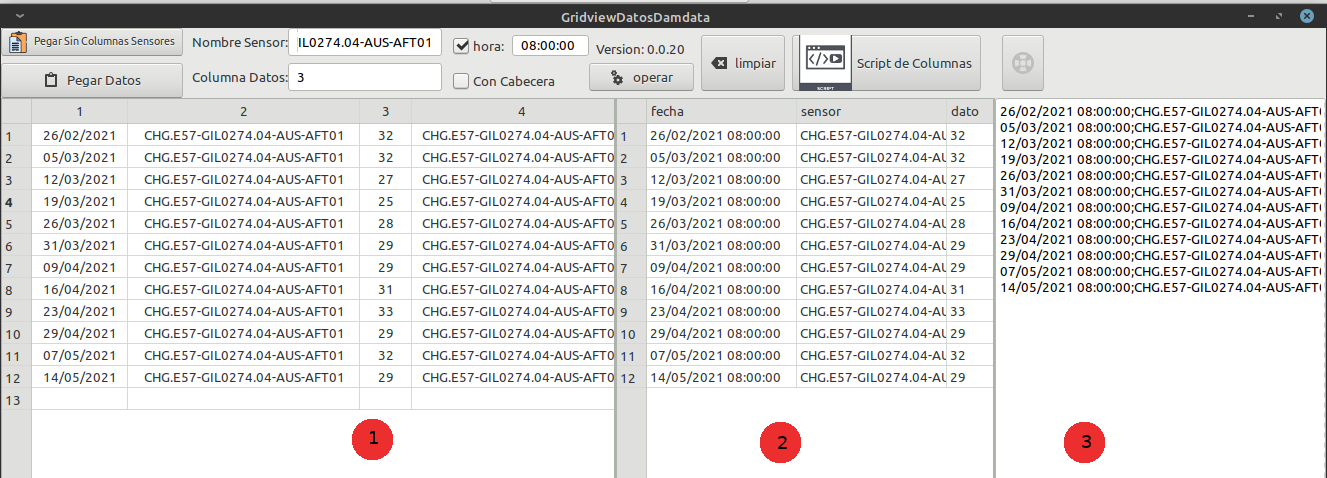 GridviewDatosDamdata
Pegar Sin Columnas Sensores Nombre Sensor: IL0274.04-AUS-AFT01 hora: 08:00:00 Version: 0.0.20 limpiar Script de Columnas
SCRIPT
Pegar Datos Columna Datos: 3 Con Cabecera operar
1 2 3 4
1 26/02/2021 CHG.E57-GIL0274.04-AUS-AFT01 32 CHG.E57-GIL0274.04-AUS-AFT0
2 05/03/2021 CHG.E57-GIL0274.04-AUS-AFT01 32 CHG.E57-GIL0274.04-AUS-AFT0
3 12/03/2021 CHG.E57-GIL0274.04-AUS-AFT01 27 CHG.E57-GIL0274.04-AUS-AFT0
4 19/03/2021 CHG.E57-GIL0274.04-AUS-AFT01 25 CHG.E57-GIL0274.04-AUS-AFT0
5 26/03/2021 CHG.E57-GIL0274.04-AUS-AFT01 28 CHG.E57-GIL0274.04-AUS-AFT0
6 31/03/2021 CHG.E57-GIL0274.04-AUS-AFT01 29 CHG.E57-GIL0274.04-AUS-AFT0
7 09/04/2021 CHG.E57-GIL0274.04-AUS-AFT01 29 CHG.E57-GIL0274.04-AUS-AFT0
8 16/04/2021 CHG.E57-GIL0274.04-AUS-AFT01 31 CHG.E57-GIL0274.04-AUS-AFT0
9 23/04/2021 CHG.E57-GIL0274.04-AUS-AFT01 33 CHG.E57-GIL0274.04-AUS-AFT0
10 29/04/2021 CHG.E57-GIL0274.04-AUS-AFT01 29 CHG.E57-GIL0274.04-AUS-AFT0
11 07/05/2021 CHG.E57-GIL0274.04-AUS-AFT01 32 CHG.E57-GIL0274.04-AUS-AFT0
12 14/05/2021 CHG.E57-GIL0274.04-AUS-AFT01 29 CHG.E57-GIL0274.04-AUS-AFT0
13
1
fecha sensor dato
1 26/02/2021 08:00:00 CHG.E57-GIL0274.04-AU 32
2 05/03/2021 08:00:00 CHG.E57-GIL0274.04-AU 32
3 12/03/2021 08:00:00 CHG.E57-GIL0274.04-AU 27
4 19/03/2021 08:00:00 CHG.E57-GIL0274.04-AU 25
5 26/03/2021 08:00:00 CHG.E57-GIL0274.04-AU 28
6 31/03/2021 08:00:00 CHG.E57-GIL0274.04-AU 29
7 09/04/2021 08:00:00 CHG.E57-GIL0274.04-AU 29
8 16/04/2021 08:00:00 CHG.E57-GIL0274.04-AU 31
9 23/04/2021 08:00:00 CHG.E57-GIL0274.04-AU 33
10 29/04/2021 08:00:00 CHG.E57-GIL0274.04-AU 29
11 07/05/2021 08:00:00 CHG.E57-GIL0274.04-AU 32
12 14/05/2021 08:00:00 CHG.E57-GIL0274.04-AU 29
2
26/02/2021 08:00:00;CHG.E57-GIL0274.04-AUS-AFT
05/03/2021 08:00:00;CHG.E57-GIL0274.04-AUS-AFT
12/03/2021 08:00:00;CHG.E57-GIL0274.04-AUS-AFT
19/03/2021 08:00:00;CHG.E57-GIL0274.04-AUS-AFT
26/03/2021 08:00:00;CHG.E57-GIL0274.04-AUS-AFT
31/03/2021 08:00:00;CHG.E57-GIL0274.04-AUS-AFT
09/04/2021 08:00:00;CHG.E57-GIL0274.04-AUS-AFT
16/04/2021 08:00:00;CHG.E57-GIL0274.04-AUS-AFT
23/04/2021 08:00:00;CHG.E57-GIL0274.04-AUS-AFT
29/04/2021 08:00:00;CHG.E57-GIL0274.04-AUS-AFT
07/05/2021 08:00:00;CHG.E57-GIL0274.04-AUS-AFT
14/05/2021 08:00:00;CHG.E57-GIL0274.04-AUS-AFT
3